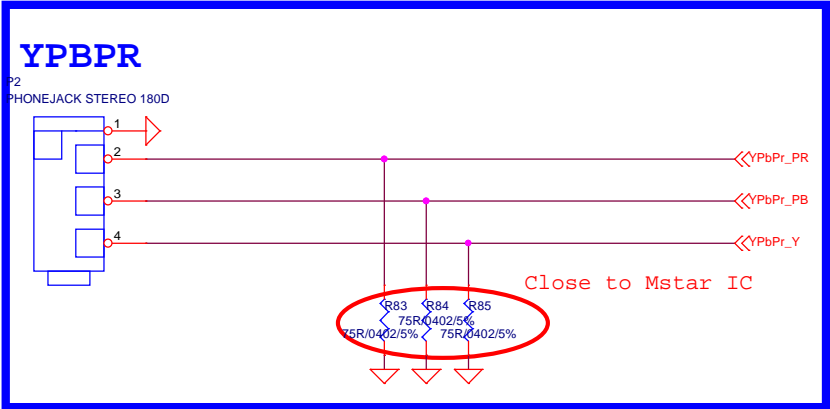 YPBPR
P2
PHONEJACK STEREO 180D
1
2
YPbPr_PR
3
YPbPr_PB
4
YPbPr_Y
Close to Mstar IC
R83 R84 R85
75R/0402/5%
75R/0402/5% 75R/0402/5%